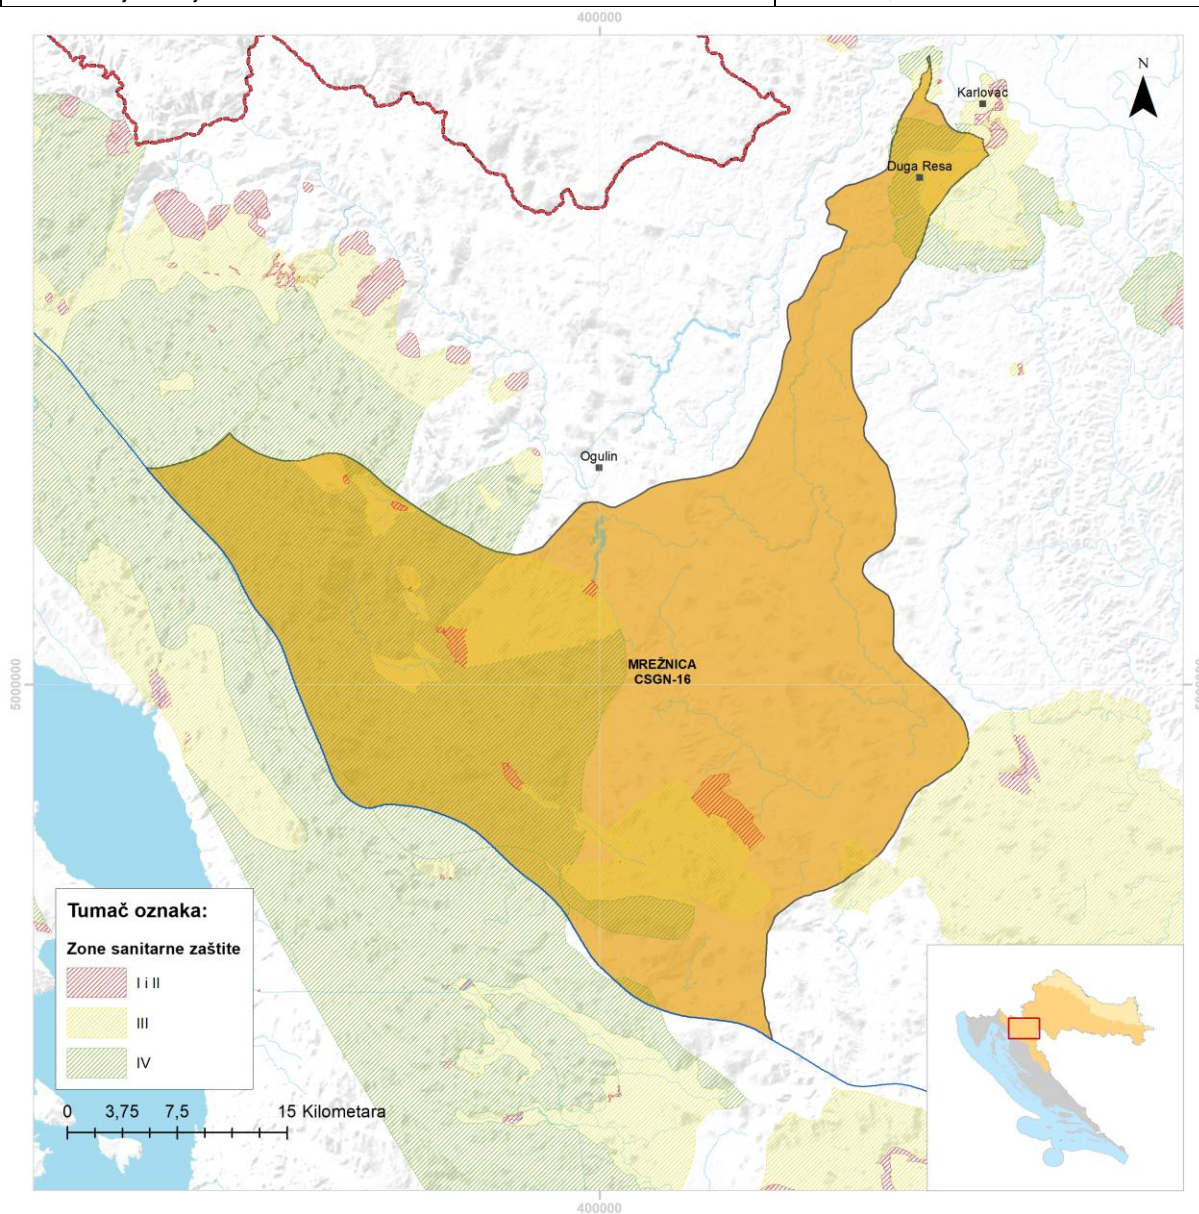 400000
N
Karlovac
Duga Resa
Ogulin
MREŽNICA
CSGN-16
5000000
Tumač oznaka:
Zone sanitarne zaštite
I i II
III
IV
0 3,75 7,5 15 Kilometara
400000